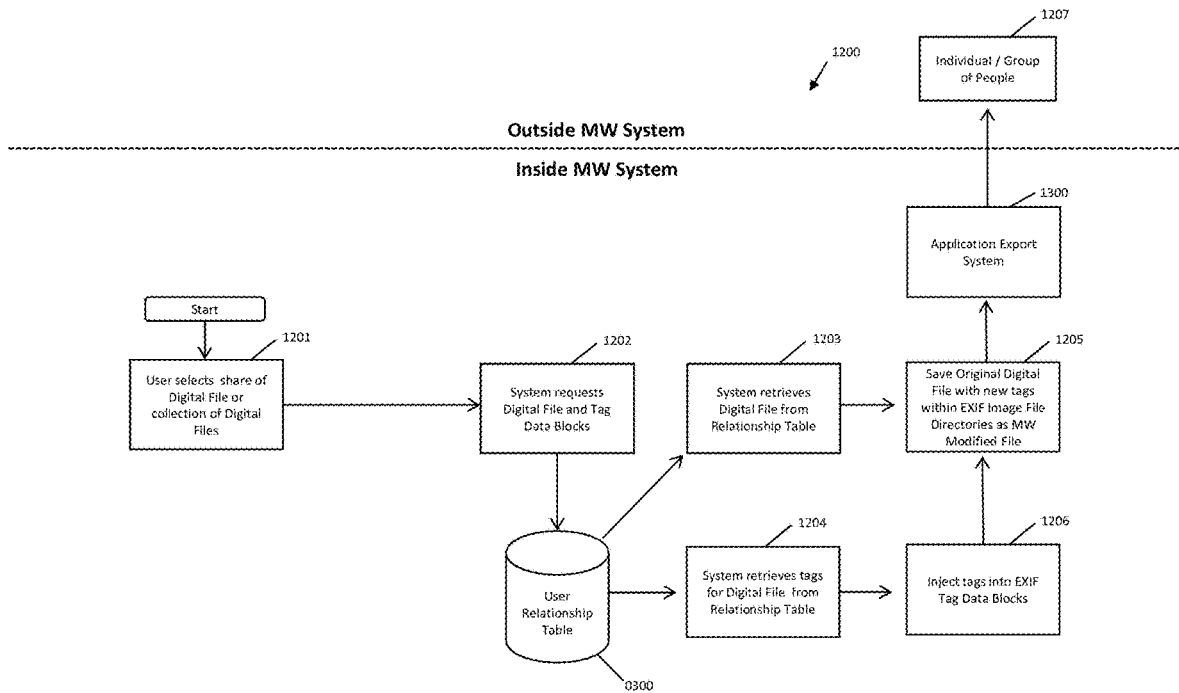 1207
Individual / Group
of People
1200
Outside MW System
Inside MW System
1300
Application Export
System
Start
1201
User selects share of
Digital File or
collection of Digital
Files
1202
System requests
Digital File and Tag
Data Blocks
1203
System retrieves
Digital File from
Relationship Table
1205
Save Original Digital
File with new tags
within EXIF Image File
Directories as MW
Modified File
User
Relationship
Table
0300
1204
System retrieves tags
for Digital File from
Relationship Table
1206
Inject tags into EXIF
Tag Data Blocks